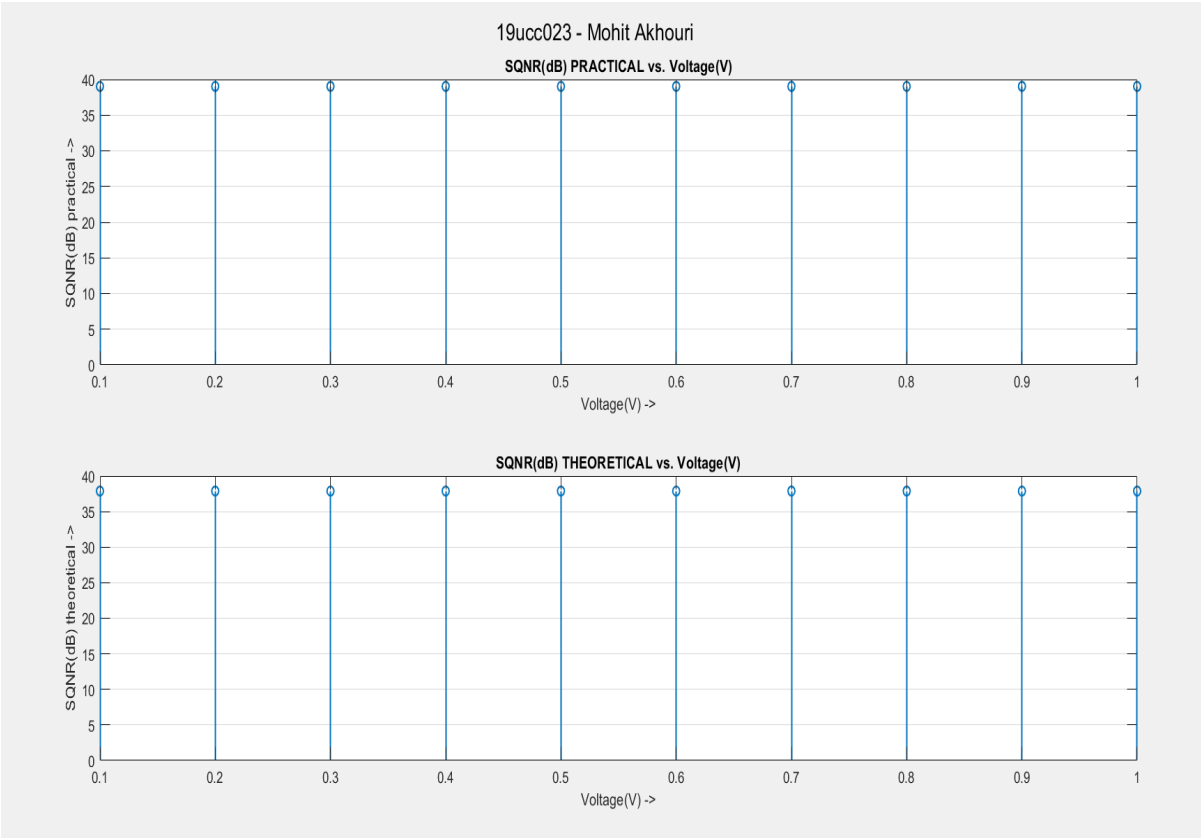 19ucc023 - Mohit Akhouri
SQNR(dB) PRACTICAL vs. Voltage(V)
SQNR(dB) practical ->
40
35
30
25
20
15
10
5
0
0.1 0.2 0.3 0.4 0.5 0.6 0.7 0.8 0.9 1
Voltage(V) ->
SQNR(dB) THEORETICAL vs. Voltage(V)
SQNR(dB) theoretical ->
40
35
30
25
20
15
10
5
0
0.1 0.2 0.3 0.4 0.5 0.6 0.7 0.8 0.9 1
Voltage(V) ->